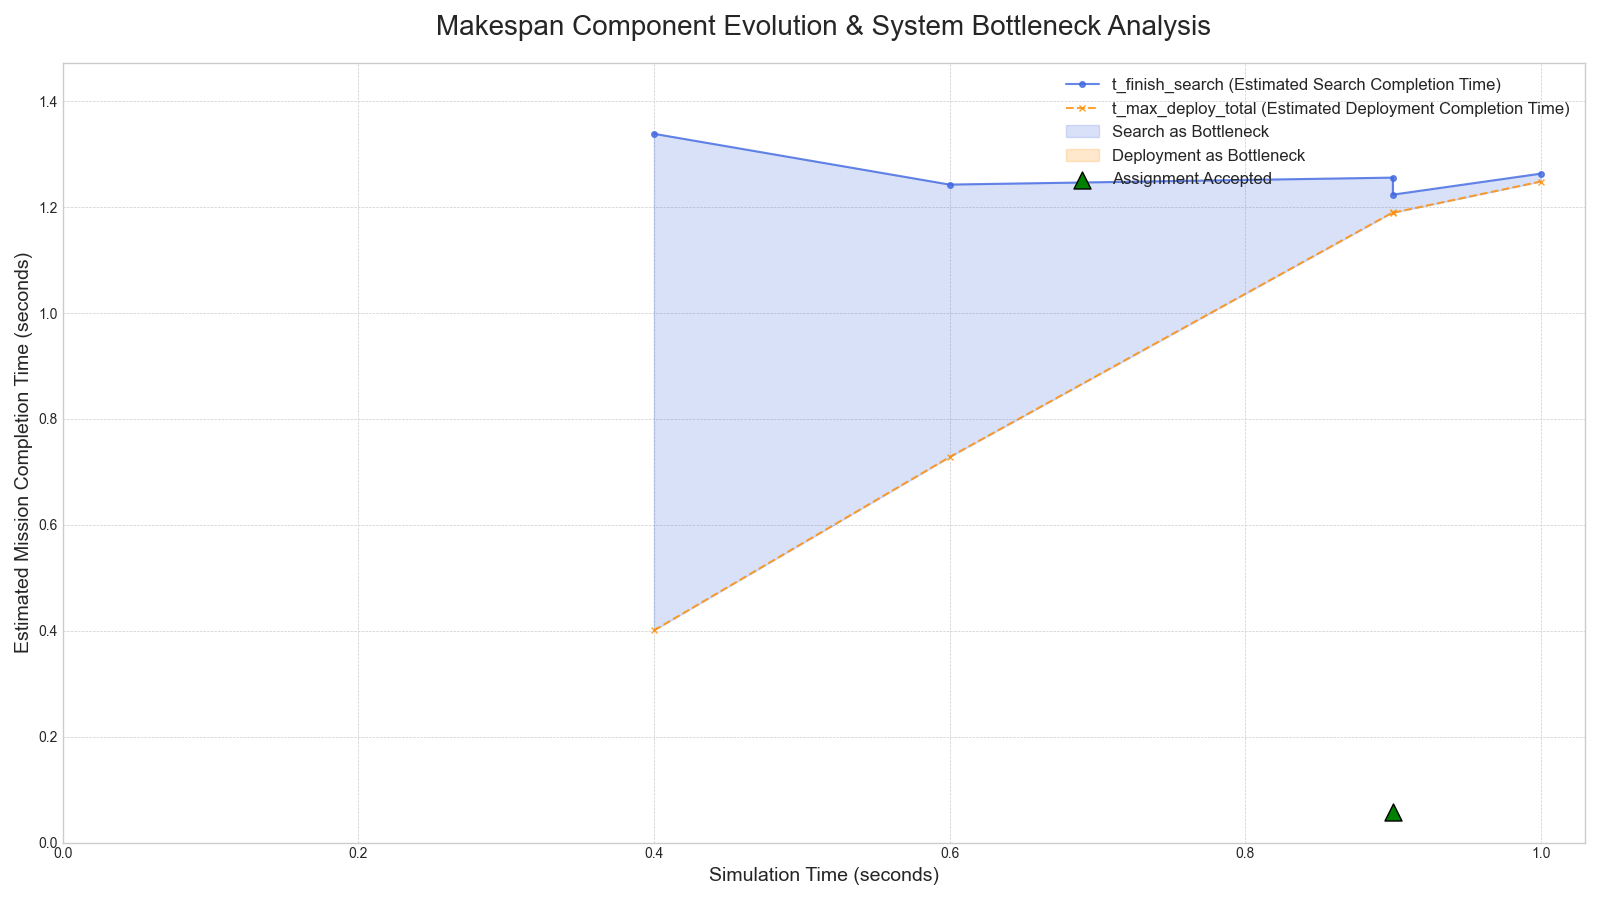 Makespan Component Evolution & System Bottleneck Analysis
t_finish_search (Estimated Search Completion Time)
t_max_deploy_total (Estimated Deployment Completion Time)
Search as Bottleneck
Deployment as Bottleneck
Assignment Accepted
Estimated Mission Completion Time (seconds)
1.4
1.2
1.0
0.8
0.6
0.4
0.2
0.0
0.0 0.2 0.4 0.6 0.8 1.0
Simulation Time (seconds)